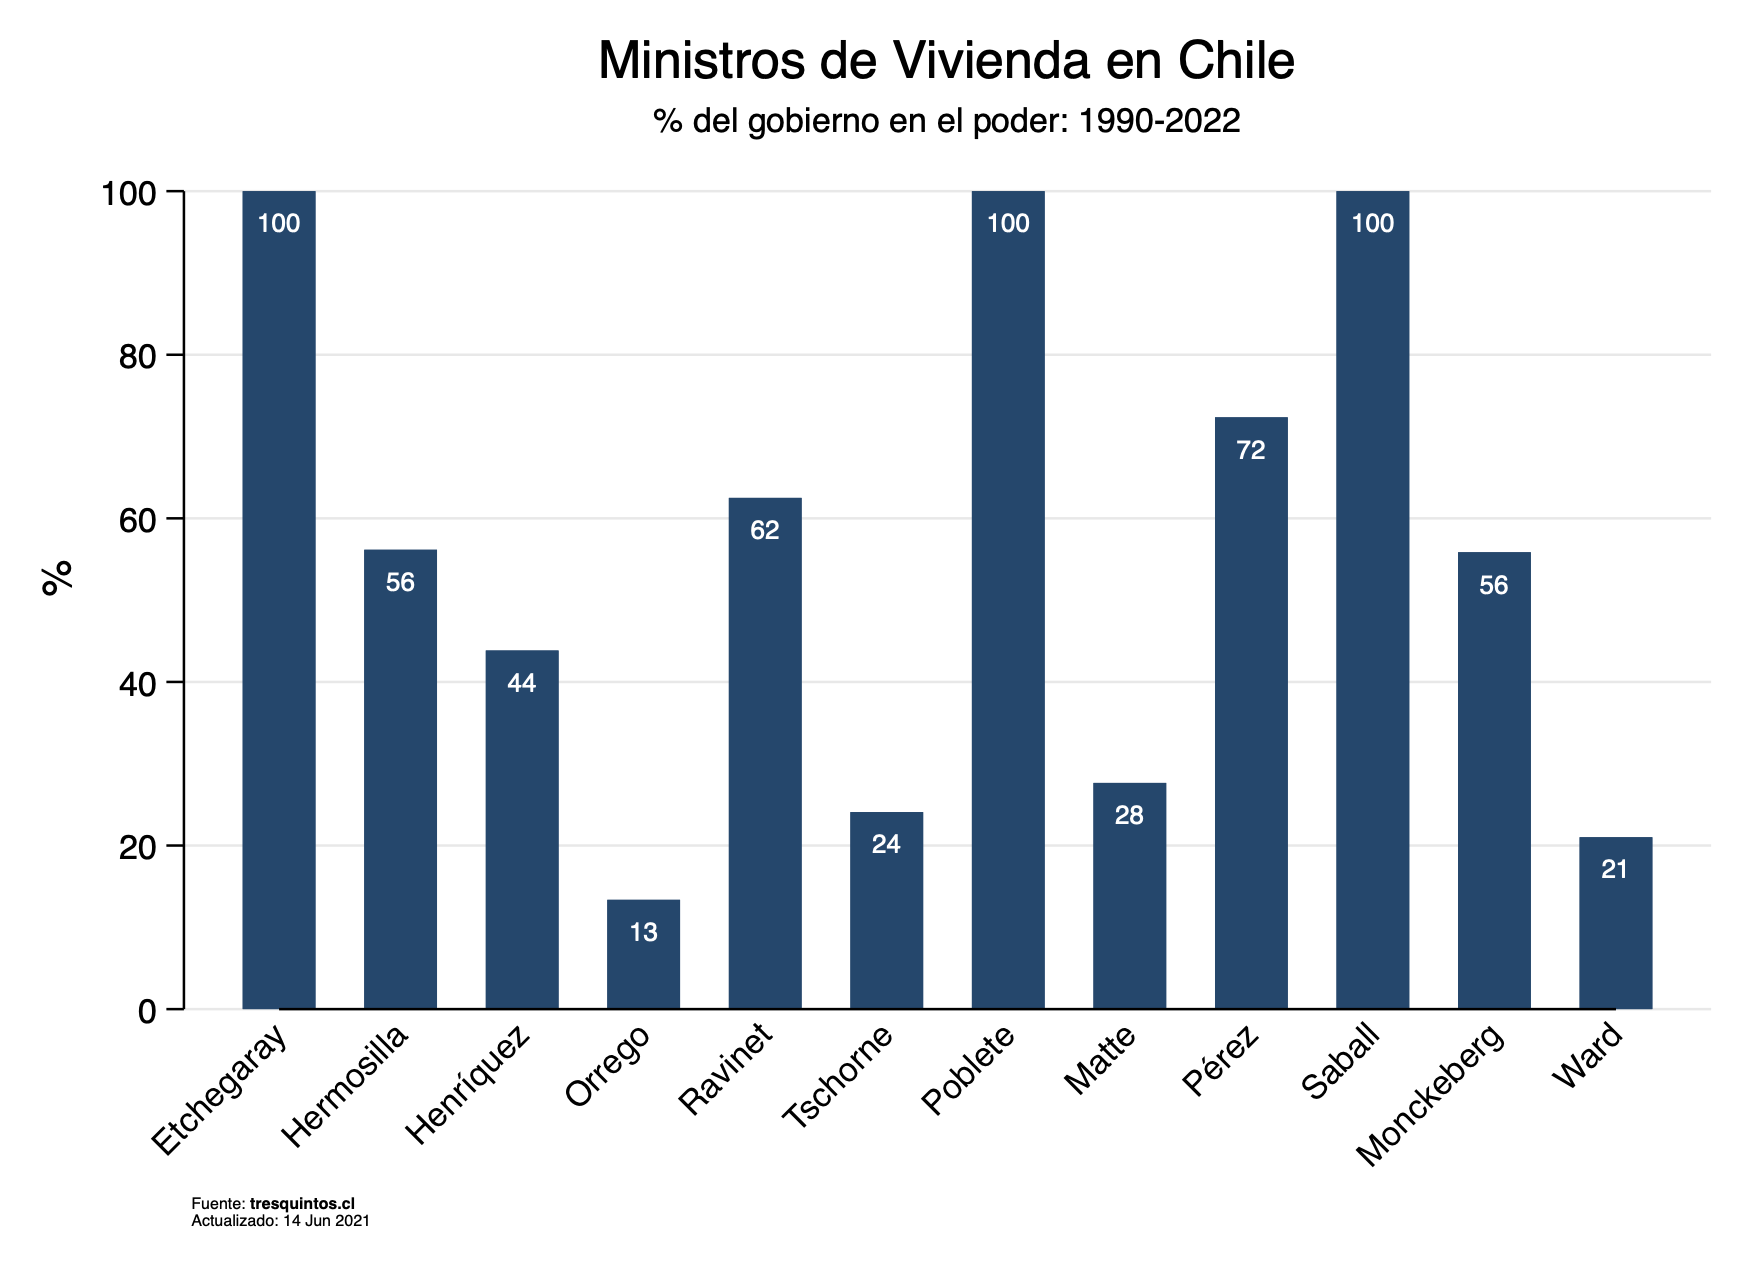 Ministros de Vivienda en Chile
% del gobierno en el poder: 1990-2022
%
100
80
60
40
20
0
100
56
44
13
62
24
100
28
72
100
56
21
Etchegaray
Hermosilla
Henríquez
Orrego
Ravinet
Tschorne
Poblete
Matte
Pérez
Saball
Monckeberg
Ward
Fuente: tresquintos.cl
Actualizado: 14 Jun 2021